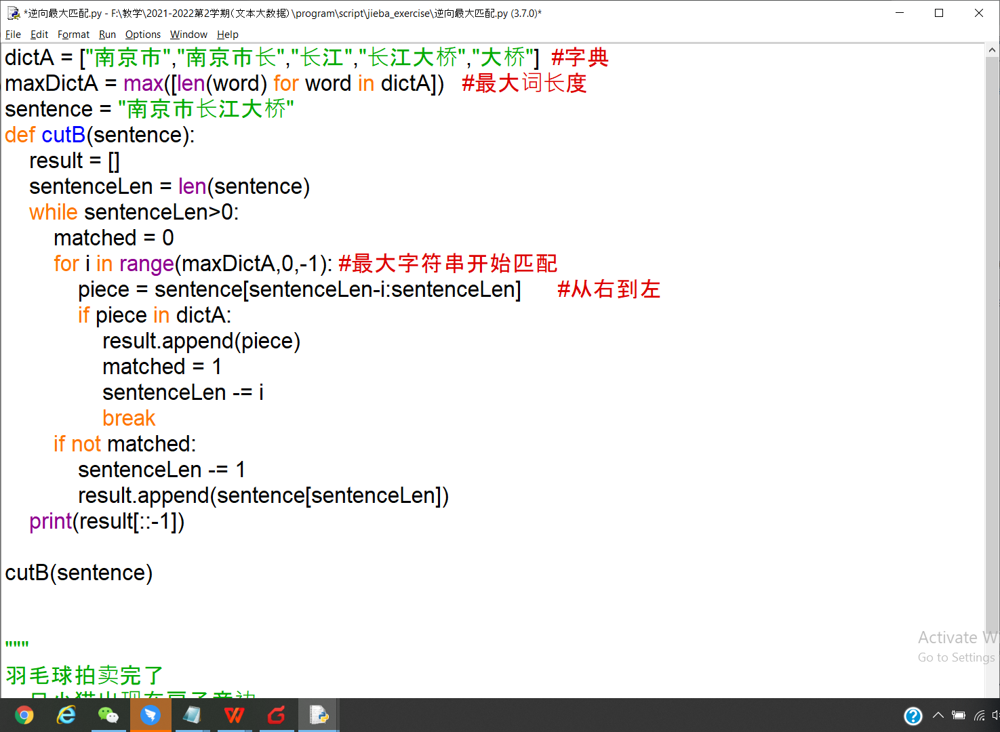 *逆向最大匹配.py - F:\教学\2021-2022第2学期(文本大数据)\program\script\jieba_exercise\逆向最大匹配.py (3.7.0)*
File Edit Format Run Options Window Help
dictA = ["南京市","南京市长","长江","长江大桥","大桥"]  #字典
maxDictA = max([len(word) for word in dictA])   #最大词长度
sentence = "南京市长江大桥"
def cutB(sentence):
    result = []
    sentenceLen = len(sentence)
    while sentenceLen>0:
        matched = 0
        for i in range(maxDictA,0,-1): #最大字符串开始匹配
            piece = sentence[sentenceLen-i:sentenceLen]      #从右到左
            if piece in dictA:
                result.append(piece)
                matched = 1
                sentenceLen -= i
                break
        if not matched:
            sentenceLen -= 1
            result.append(sentence[sentenceLen])
    print(result[::-1])
cutB(sentence)
"""
Activate W
Go to Settings
羽毛球拍卖完了